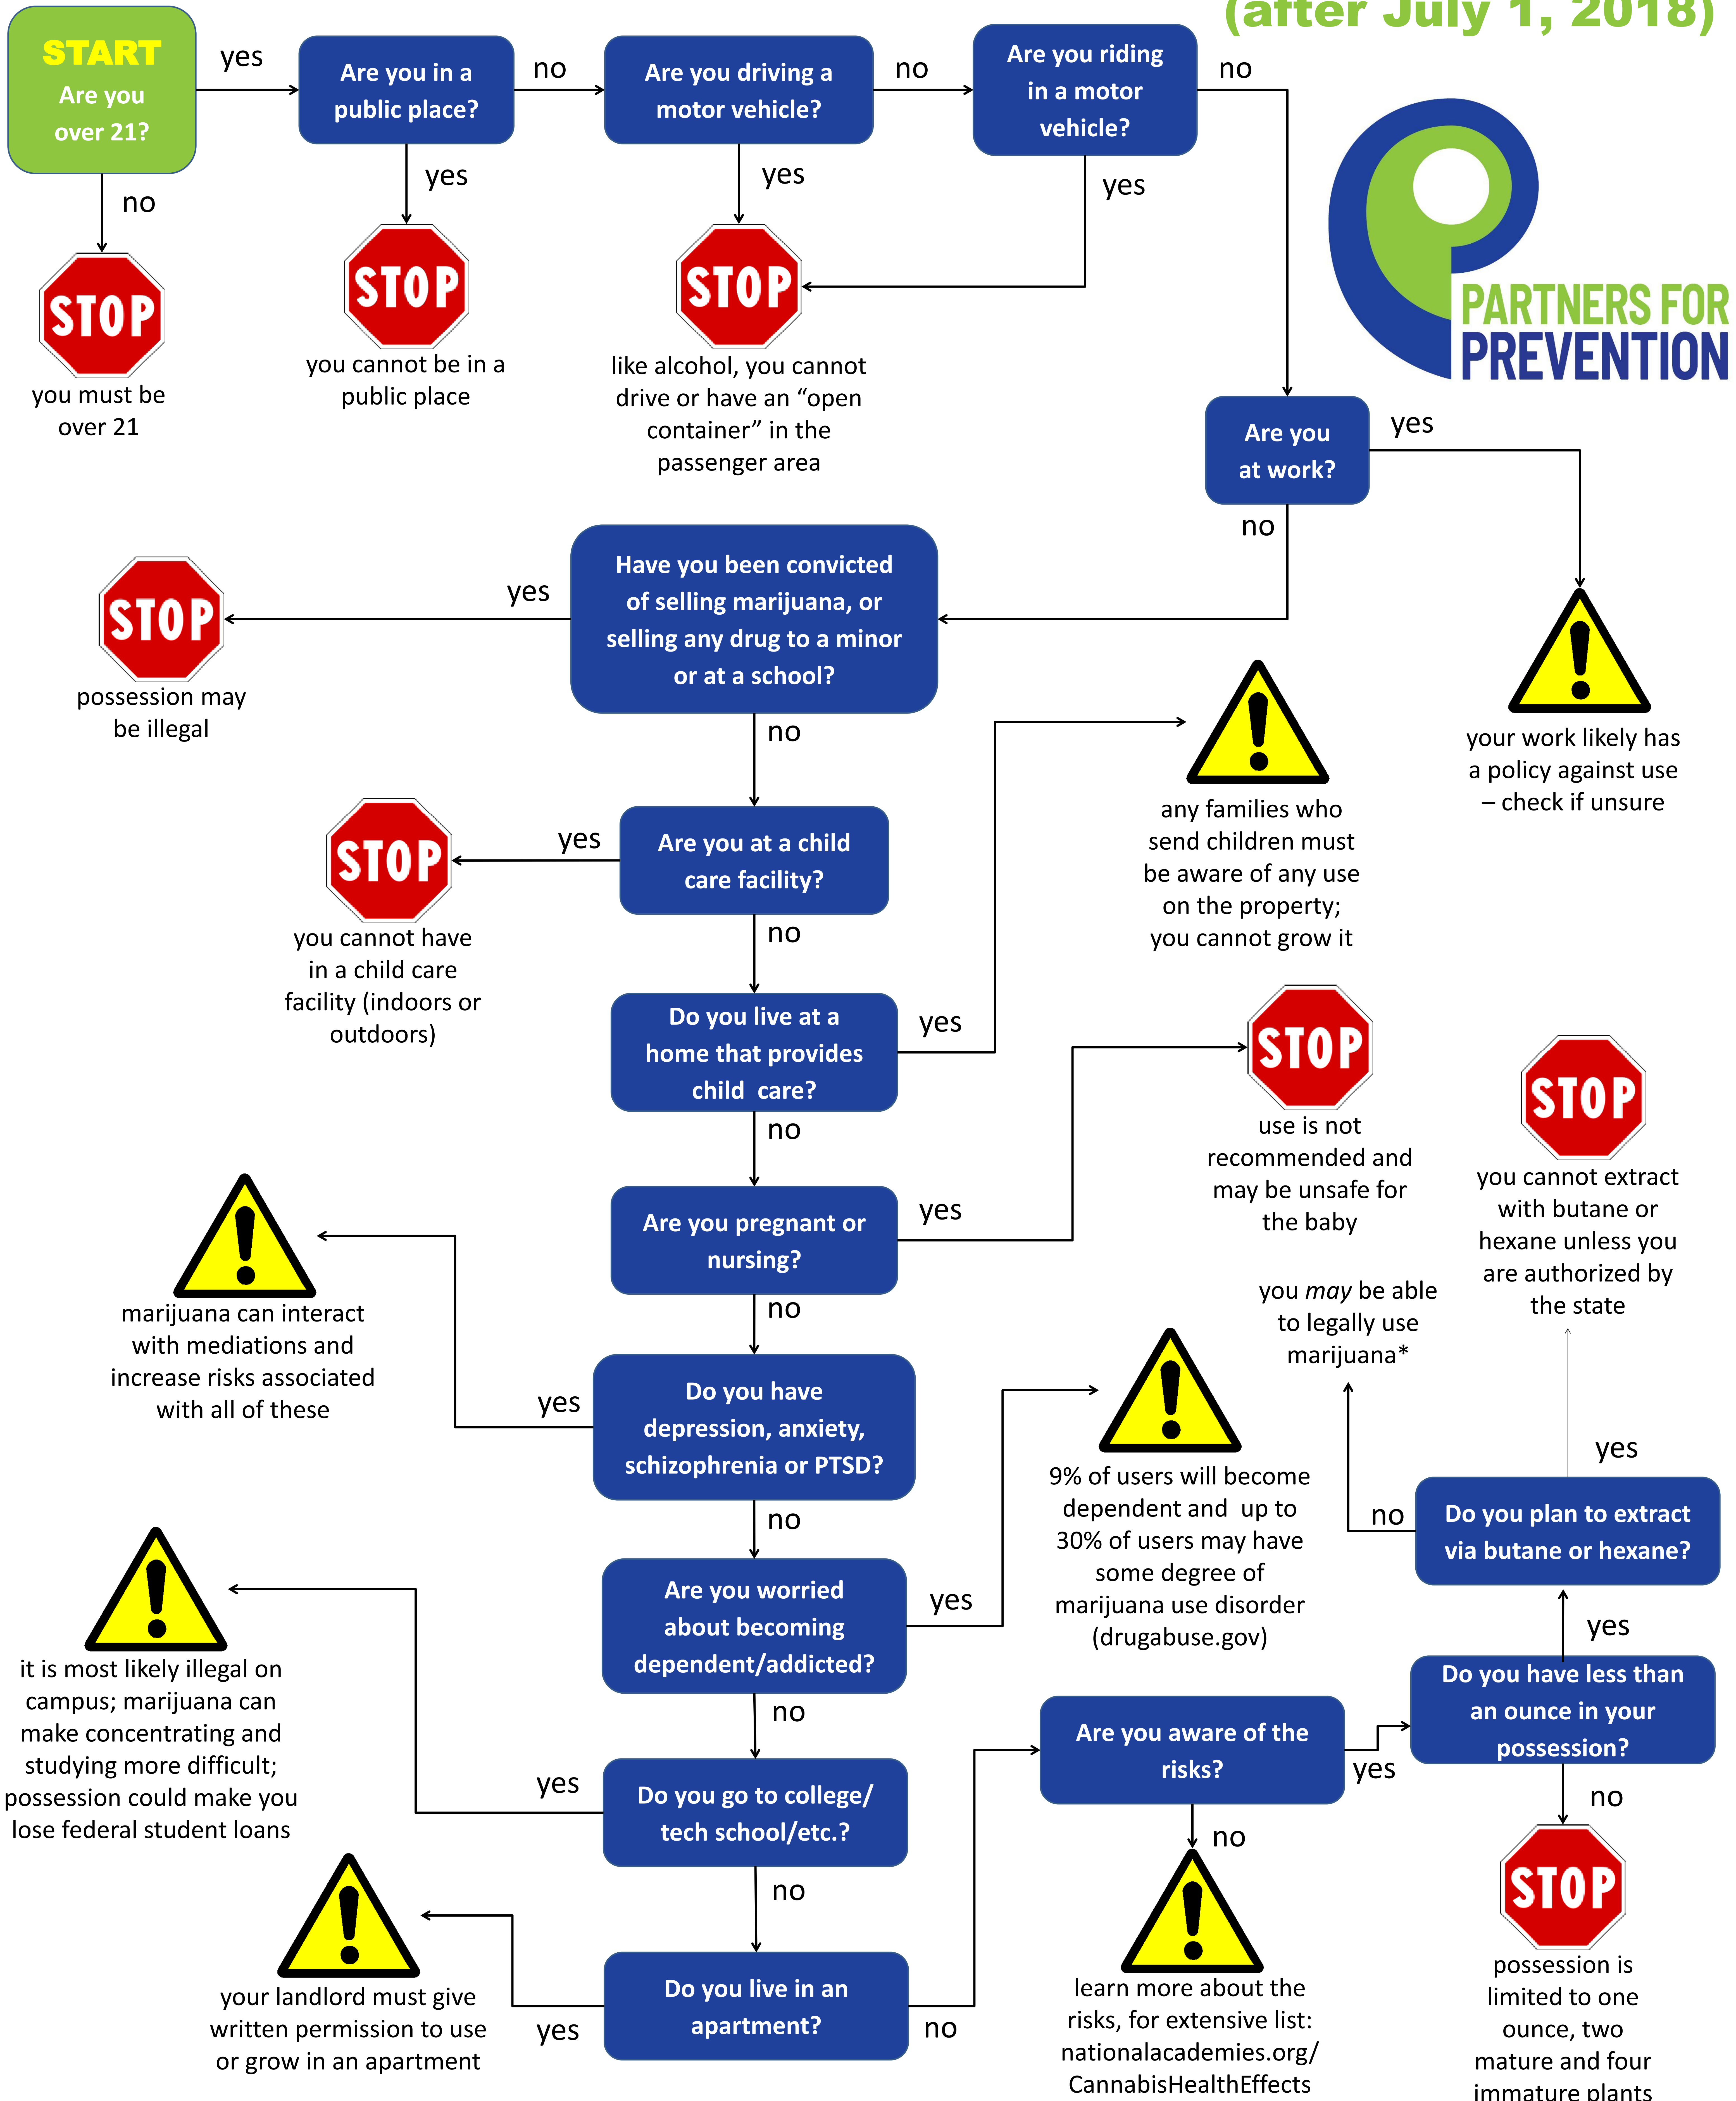 (after July 1, 2018)
START
Are you
over 21?
yes
no
STOP
you must be
over 21
Are you in a
public place?
no
yes
STOP
you cannot be in a
public place
Are you driving a
motor vehicle?
no
yes
STOP
like alcohol, you cannot
drive or have an “open
container” in the
passenger area
Are you riding
in a motor
vehicle?
no
yes
PARTNERS FOR
PREVENTION
Are you
at work?
yes
no
your work likely has
a policy against use
– check if unsure
Have you been convicted
of selling marijuana, or
selling any drug to a minor
or at a school?
yes
STOP
possession may
be illegal
no
Are you at a child
care facility?
yes
STOP
you cannot have
in a child care
facility (indoors or
outdoors)
no
Do you live at a
home that provides
child care?
yes
any families who
send children must
be aware of any use
on the property;
you cannot grow it
no
Are you pregnant or
nursing?
yes
STOP
use is not
recommended and
may be unsafe for
the baby
no
Do you have
depression, anxiety,
schizophrenia or PTSD?
yes
marijuana can interact
with mediations and
increase risks associated
with all of these
no
Are you worried
about becoming
dependent/addicted?
yes
9% of users will become
dependent and up to
30% of users may have
some degree of
marijuana use disorder
(drugabuse.gov)
no
Do you go to college/
tech school/etc.?
yes
it is most likely illegal on
campus; marijuana can
make concentrating and
studying more difficult;
possession could make you
lose federal student loans
no
Do you live in an
apartment?
yes
your landlord must give
written permission to use
or grow in an apartment
no
Are you aware of the
risks?
no
learn more about the
risks, for extensive list:
nationalacademies.org/
CannabisHealthEffects
yes
Do you have less than
an ounce in your
possession?
no
STOP
possession is
limited to one
ounce, two
mature and four
immature plants
yes
Do you plan to extract
via butane or hexane?
yes
STOP
you cannot extract
with butane or
hexane unless you
are authorized by
the state
no
you may be able
to legally use
marijuana*